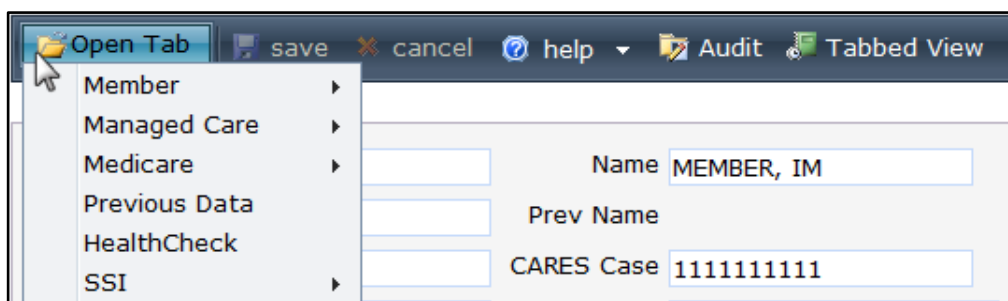 Open Tab save cancel help Audit Tabbed View
Member
Managed Care
Medicare
Previous Data
HealthCheck
SSI
Name MEMBER, IM
Prev Name
CARES Case 1111111111